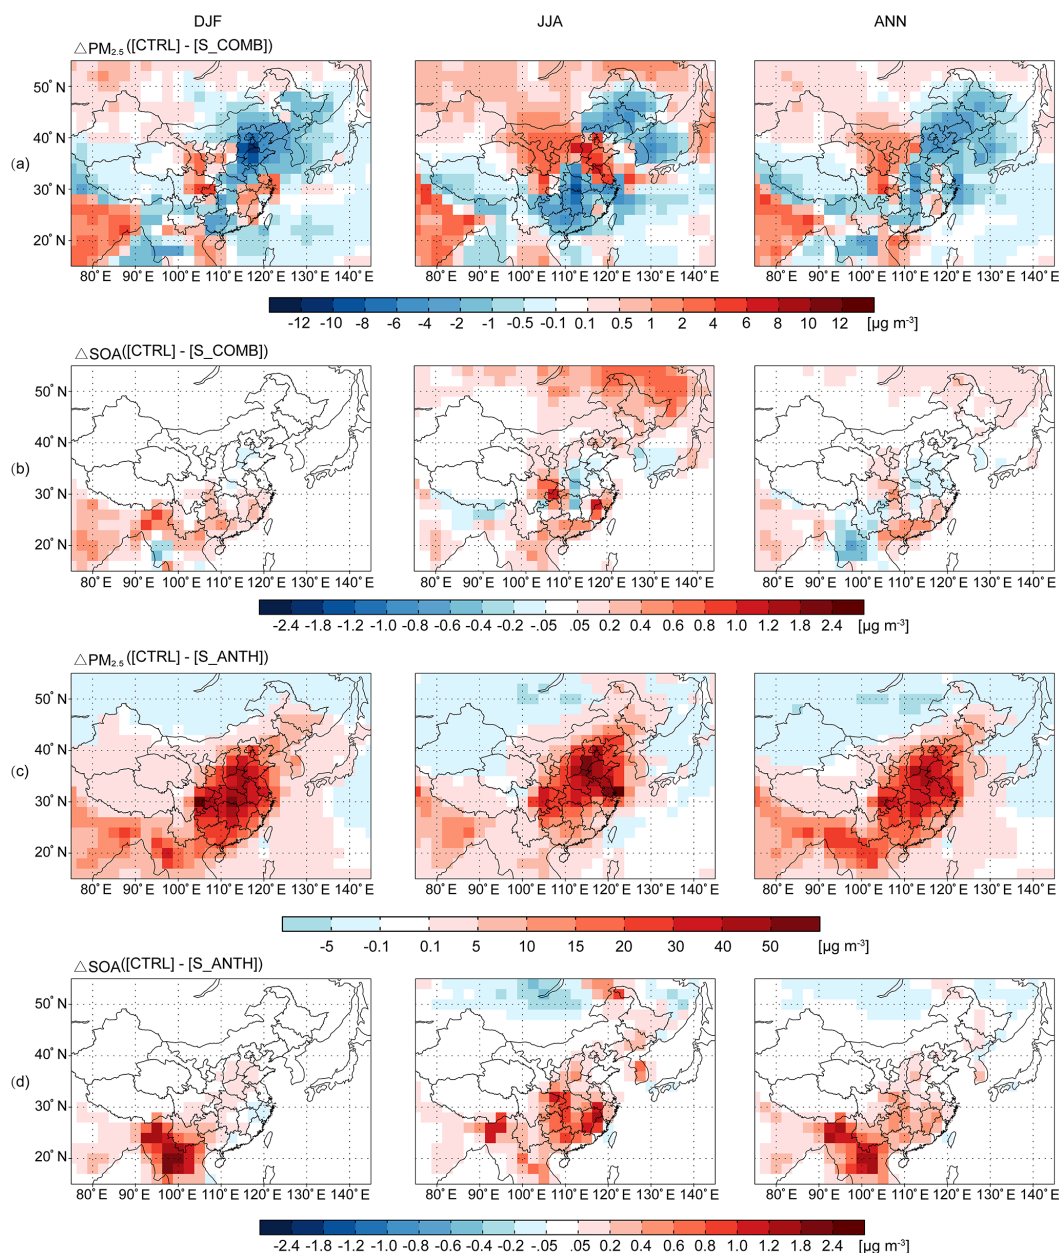 DJF JJA ANN
△PM₂.₅([CTRL] - [S_COMB])
50° N
40° N
(a)
30° N
20° N
80° E 90° E 100° E 110° E 120° E 130° E 140° E 80° E 90° E 100° E 110° E 120° E 130° E 140° E 80° E 90° E 100° E 110° E 120° E 130° E 140° E
-12 -10 -8 -6 -4 -2 -1 -0.5 -0.1 0.1 0.5 1 2 4 6 8 10 12 [µg m⁻³]
△SOA([CTRL] - [S_COMB])
50° N
40° N
(b)
30° N
20° N
80° E 90° E 100° E 110° E 120° E 130° E 140° E 80° E 90° E 100° E 110° E 120° E 130° E 140° E 80° E 90° E 100° E 110° E 120° E 130° E 140° E
-2.4 -1.8 -1.2 -1.0 -0.8 -0.6 -0.4 -0.2 -.05 .05 0.2 0.4 0.6 0.8 1.0 1.2 1.8 2.4 [µg m⁻³]
△PM₂.₅([CTRL] - [S_ANTH])
50° N
40° N
(c)
30° N
20° N
80° E 90° E 100° E 110° E 120° E 130° E 140° E 80° E 90° E 100° E 110° E 120° E 130° E 140° E 80° E 90° E 100° E 110° E 120° E 130° E 140° E
-5 -0.1 0.1 5 10 15 20 30 40 50 [µg m⁻³]
△SOA([CTRL] - [S_ANTH])
50° N
40° N
(d)
30° N
20° N
80° E 90° E 100° E 110° E 120° E 130° E 140° E 80° E 90° E 100° E 110° E 120° E 130° E 140° E 80° E 90° E 100° E 110° E 120° E 130° E 140° E
-2.4 -1.8 -1.2 -1.0 -0.8 -0.6 -0.4 -0.2 -0.05 0.05 0.2 0.4 0.6 0.8 1.0 1.2 1.8 2.4 [µg m⁻³]